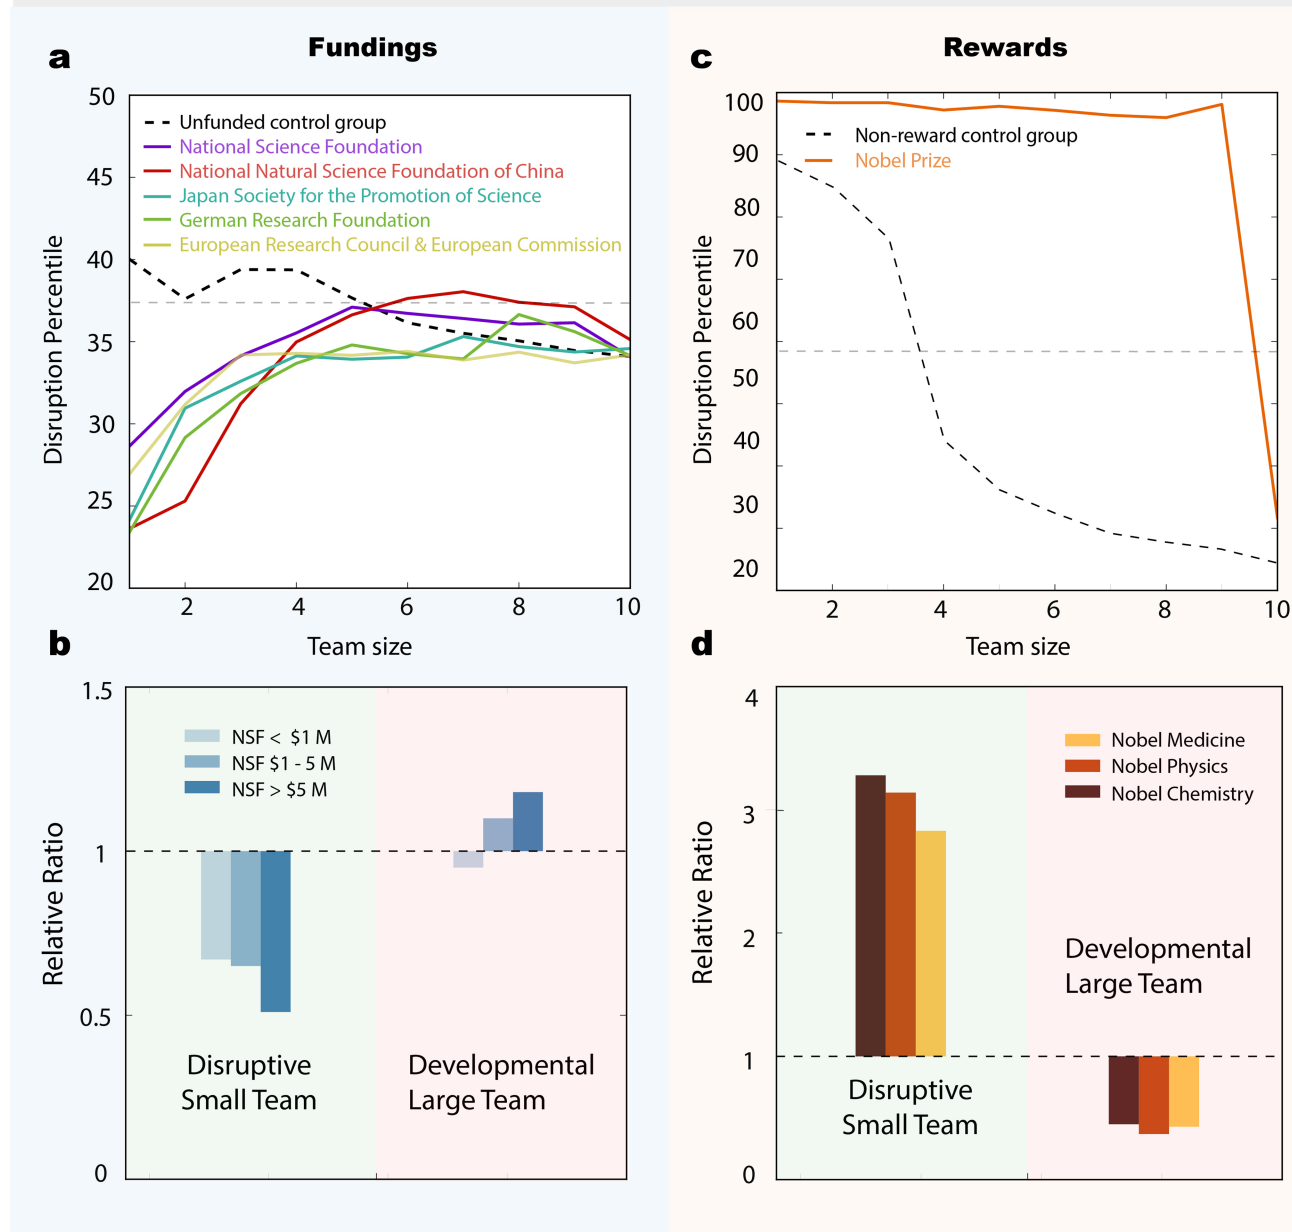 a
Fundings
50
45
40
35
30
25
20
Disruption Percentile
Unfunded control group
National Science Foundation
National Natural Science Foundation of China
Japan Society for the Promotion of Science
German Research Foundation
European Research Council & European Commission
2 4 6 8 10
Team size
b
1.5
1
0.5
0
Relative Ratio
NSF < $1 M
NSF $1 - 5 M
NSF > $5 M
Disruptive
Small Team
Developmental
Large Team
c
Rewards
100
90
80
70
60
50
40
30
20
Disruption Percentile
Non-reward control group
Nobel Prize
2 4 6 8 10
Team size
d
4
3
2
1
0
Relative Ratio
Nobel Medicine
Nobel Physics
Nobel Chemistry
Disruptive
Small Team
Developmental
Large Team